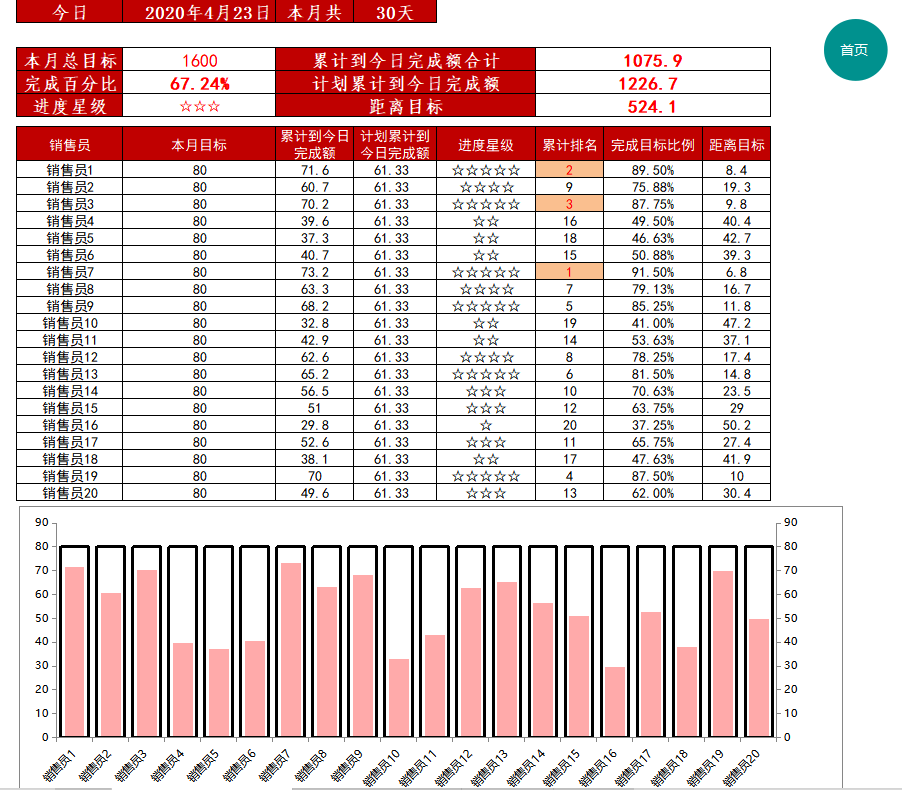 今日 2020年4月23日 本月共 30天
首页
本月总目标 1600 累计到今日完成额合计 1075.9
完成百分比 67.24% 计划累计到今日完成额 1226.7
进度星级 ☆☆☆ 距离目标 524.1
销售员 本月目标 累计到今日完成额 计划累计到今日完成额 进度星级 累计排名 完成目标比例 距离目标
销售员1 80 71.6 61.33 ☆☆☆☆☆ 2 89.50% 8.4
销售员2 80 60.7 61.33 ☆☆☆☆ 9 75.88% 19.3
销售员3 80 70.2 61.33 ☆☆☆☆☆ 3 87.75% 9.8
销售员4 80 39.6 61.33 ☆☆ 16 49.50% 40.4
销售员5 80 37.3 61.33 ☆☆ 18 46.63% 42.7
销售员6 80 40.7 61.33 ☆☆ 15 50.88% 39.3
销售员7 80 73.2 61.33 ☆☆☆☆☆ 1 91.50% 6.8
销售员8 80 63.3 61.33 ☆☆☆☆ 7 79.13% 16.7
销售员9 80 68.2 61.33 ☆☆☆☆☆ 5 85.25% 11.8
销售员10 80 32.8 61.33 ☆☆ 19 41.00% 47.2
销售员11 80 42.9 61.33 ☆☆ 14 53.63% 37.1
销售员12 80 62.6 61.33 ☆☆☆☆ 8 78.25% 17.4
销售员13 80 65.2 61.33 ☆☆☆☆☆ 6 81.50% 14.8
销售员14 80 56.5 61.33 ☆☆☆ 10 70.63% 23.5
销售员15 80 51 61.33 ☆☆☆ 12 63.75% 29
销售员16 80 29.8 61.33 ☆ 20 37.25% 50.2
销售员17 80 52.6 61.33 ☆☆☆ 11 65.75% 27.4
销售员18 80 38.1 61.33 ☆☆ 17 47.63% 41.9
销售员19 80 70 61.33 ☆☆☆☆☆ 4 87.50% 10
销售员20 80 49.6 61.33 ☆☆☆ 13 62.00% 30.4
90 90
80 80
70 70
60 60
50 50
40 40
30 30
20 20
10 10
0 0
销售员1 销售员2 销售员3 销售员4 销售员5 销售员6 销售员7 销售员8 销售员9 销售员10 销售员11 销售员12 销售员13 销售员14 销售员15 销售员16 销售员17 销售员18 销售员19 销售员20